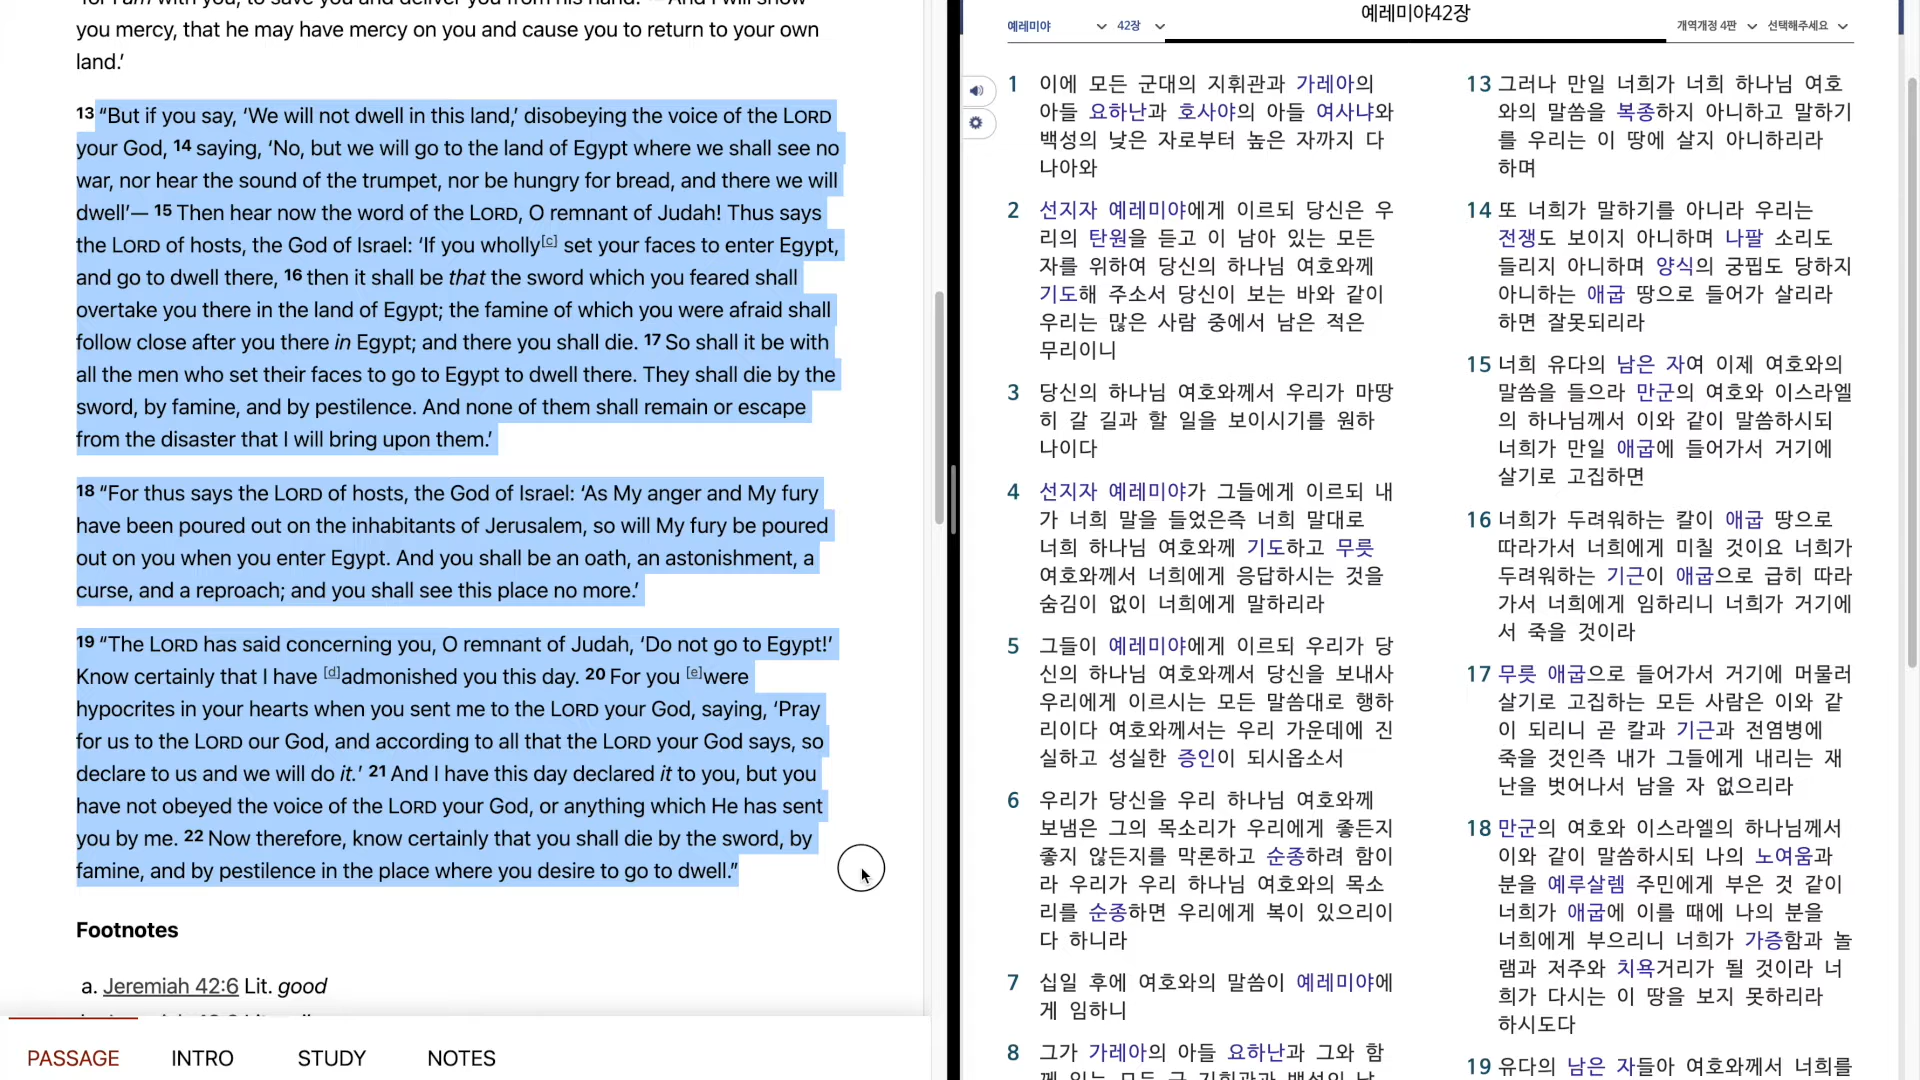 you mercy, that he may have mercy on you and cause you to return to your own
land.’
13 “But if you say, ‘We will not dwell in this land,’ disobeying the voice of the LORD
your God, 14 saying, ‘No, but we will go to the land of Egypt where we shall see no
war, nor hear the sound of the trumpet, nor be hungry for bread, and there we will
dwell’— 15 Then hear now the word of the LORD, O remnant of Judah! Thus says
the LORD of hosts, the God of Israel: ‘If you wholly[c] set your faces to enter Egypt,
and go to dwell there, 16 then it shall be that the sword which you feared shall
overtake you there in the land of Egypt; the famine of which you were afraid shall
follow close after you there in Egypt; and there you shall die. 17 So shall it be with
all the men who set their faces to go to Egypt to dwell there. They shall die by the
sword, by famine, and by pestilence. And none of them shall remain or escape
from the disaster that I will bring upon them.’
18 “For thus says the LORD of hosts, the God of Israel: ‘As My anger and My fury
have been poured out on the inhabitants of Jerusalem, so will My fury be poured
out on you when you enter Egypt. And you shall be an oath, an astonishment, a
curse, and a reproach; and you shall see this place no more.’
19 “The LORD has said concerning you, O remnant of Judah, ‘Do not go to Egypt!’
Know certainly that I have [d]admonished you this day. 20 For you [e]were
hypocrites in your hearts when you sent me to the LORD your God, saying, ‘Pray
for us to the LORD our God, and according to all that the LORD your God says, so
declare to us and we will do it.’ 21 And I have this day declared it to you, but you
have not obeyed the voice of the LORD your God, or anything which He has sent
you by me. 22 Now therefore, know certainly that you shall die by the sword, by
famine, and by pestilence in the place where you desire to go to dwell.”
Footnotes
a. Jeremiah 42:6 Lit. good
PASSAGE INTRO STUDY NOTES
예레미야42장
예레미야 42장 개역개정 4판 선택해주세요
1 이에 모든 군대의 지휘관과 가레아의
아들 요하난과 호사야의 아들 여사냐와
백성의 낮은 자로부터 높은 자까지 다
나아와
2 선지자 예레미야에게 이르되 당신은 우
리의 탄원을 듣고 이 남아 있는 모든
자를 위하여 당신의 하나님 여호와께
기도해 주소서 당신이 보는 바와 같이
우리는 많은 사람 중에서 남은 적은
무리이니
3 당신의 하나님 여호와께서 우리가 마땅
히 갈 길과 할 일을 보이시기를 원하
나이다
4 선지자 예레미야가 그들에게 이르되 내
가 너희 말을 들었은즉 너희 말대로
너희 하나님 여호와께 기도하고 무릇
여호와께서 너희에게 응답하시는 것을
숨김이 없이 너희에게 말하리라
5 그들이 예레미야에게 이르되 우리가 당
신의 하나님 여호와께서 당신을 보내사
우리에게 이르시는 모든 말씀대로 행하
리이다 여호와께서는 우리 가운데에 진
실하고 성실한 증인이 되시옵소서
6 우리가 당신을 우리 하나님 여호와께
보냄은 그의 목소리가 우리에게 좋든지
좋지 않든지를 막론하고 순종하려 함이
라 우리가 우리 하나님 여호와의 목소
리를 순종하면 우리에게 복이 있으리이
다 하니라
7 십일 후에 여호와의 말씀이 예레미야에
게 임하니
8 그가 가레아의 아들 요하난과 그와 함
13 그러나 만일 너희가 너희 하나님 여호
와의 말씀을 복종하지 아니하고 말하기
를 우리는 이 땅에 살지 아니하리라
하며
14 또 너희가 말하기를 아니라 우리는
전쟁도 보이지 아니하며 나팔 소리도
들리지 아니하며 양식의 궁핍도 당하지
아니하는 애굽 땅으로 들어가 살리라
하면 잘못되리라
15 너희 유다의 남은 자여 이제 여호와의
말씀을 들으라 만군의 여호와 이스라엘
의 하나님께서 이와 같이 말씀하시되
너희가 만일 애굽에 들어가서 거기에
살기로 고집하면
16 너희가 두려워하는 칼이 애굽 땅으로
따라가서 너희에게 미칠 것이요 너희가
두려워하는 기근이 애굽으로 급히 따라
가서 너희에게 임하리니 너희가 거기에
서 죽을 것이라
17 무릇 애굽으로 들어가서 거기에 머물러
살기로 고집하는 모든 사람은 이와 같
이 되리니 곧 칼과 기근과 전염병에
죽을 것인즉 내가 그들에게 내리는 재
난을 벗어나서 남을 자 없으리라
18 만군의 여호와 이스라엘의 하나님께서
이와 같이 말씀하시되 나의 노여움과
분을 예루살렘 주민에게 부은 것 같이
너희가 애굽에 이를 때에 나의 분을
너희에게 부으리니 너희가 가증함과 놀
램과 저주와 치욕거리가 될 것이라 너
희가 다시는 이 땅을 보지 못하리라
하시도다
19 유다의 남은 자들아 여호와께서 너희를